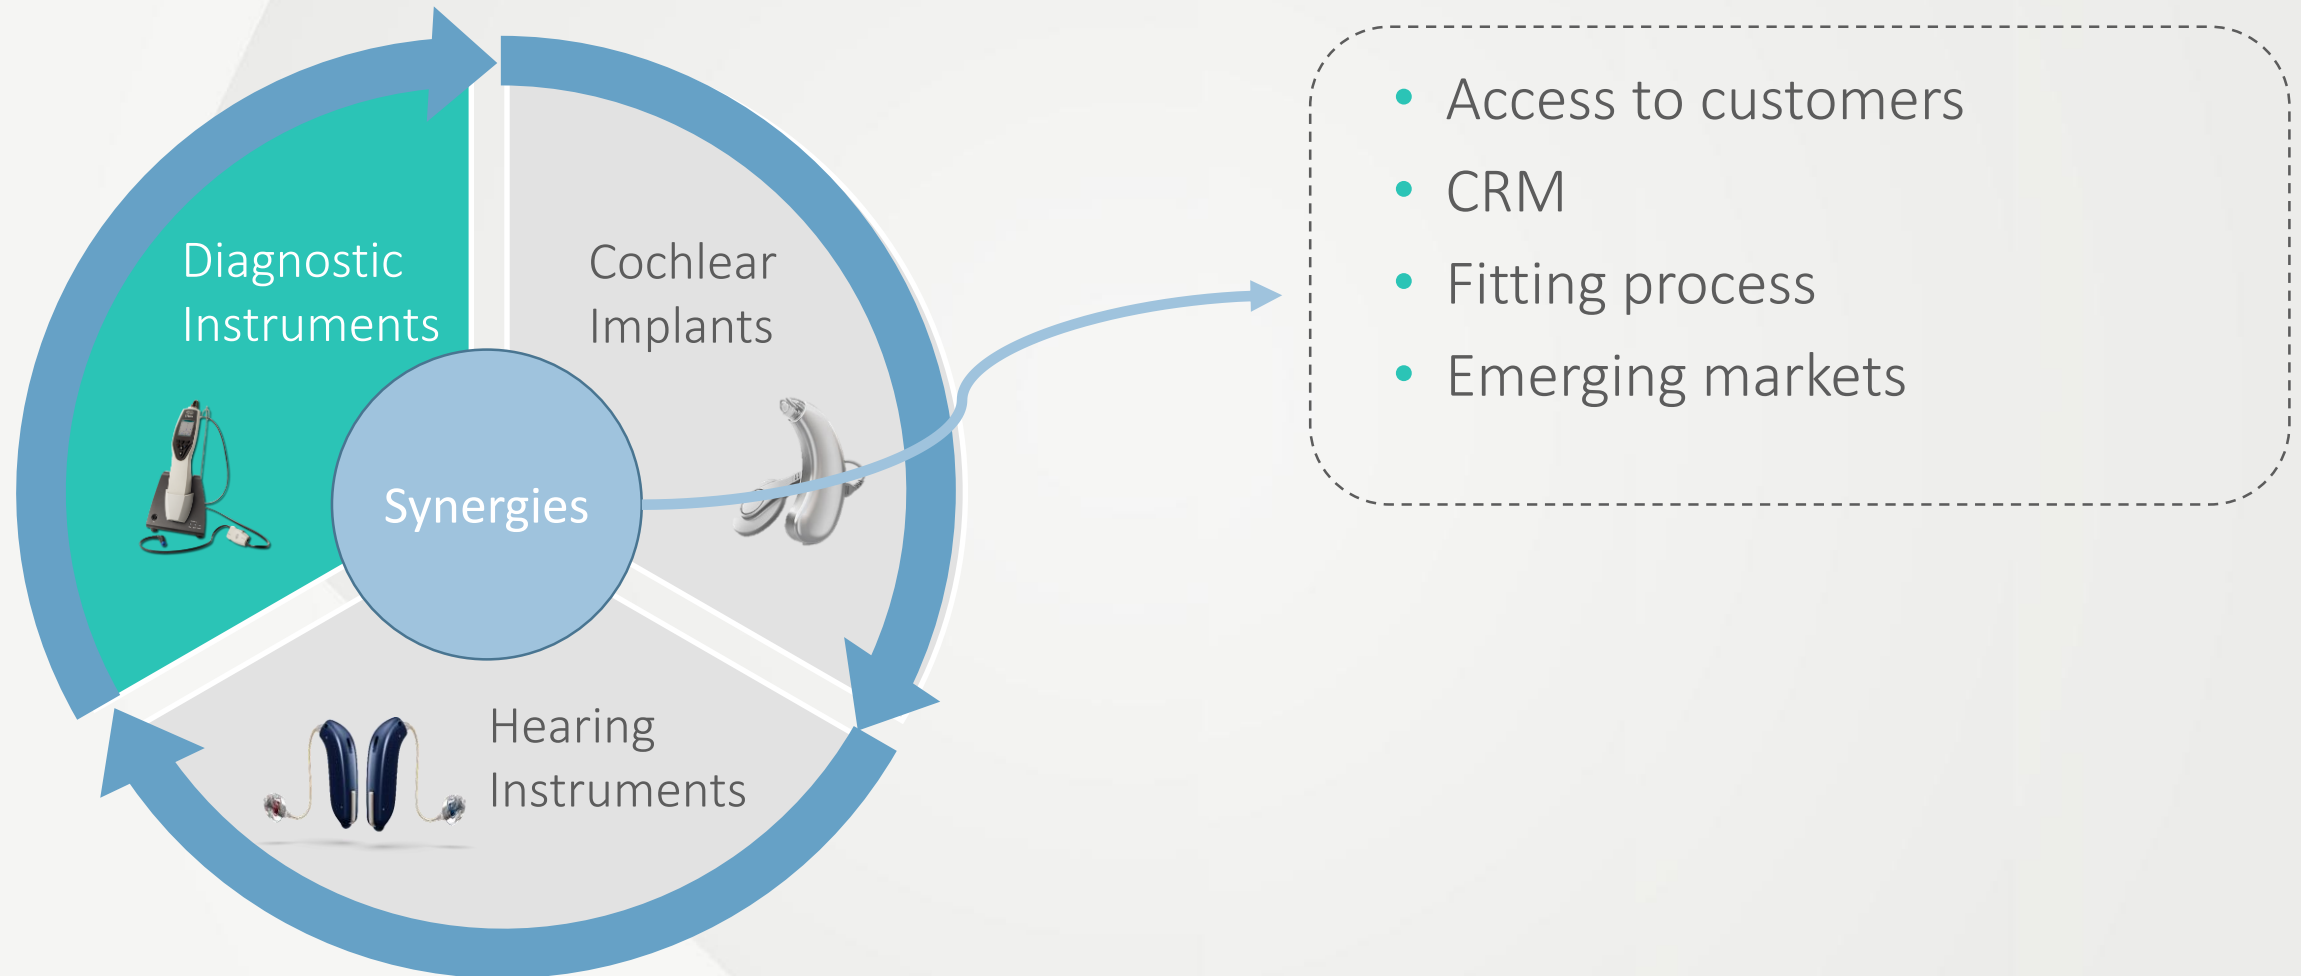 Diagnostic
Instruments
Cochlear
Implants
Synergies
Hearing
Instruments
• Access to customers
• CRM
• Fitting process
• Emerging markets